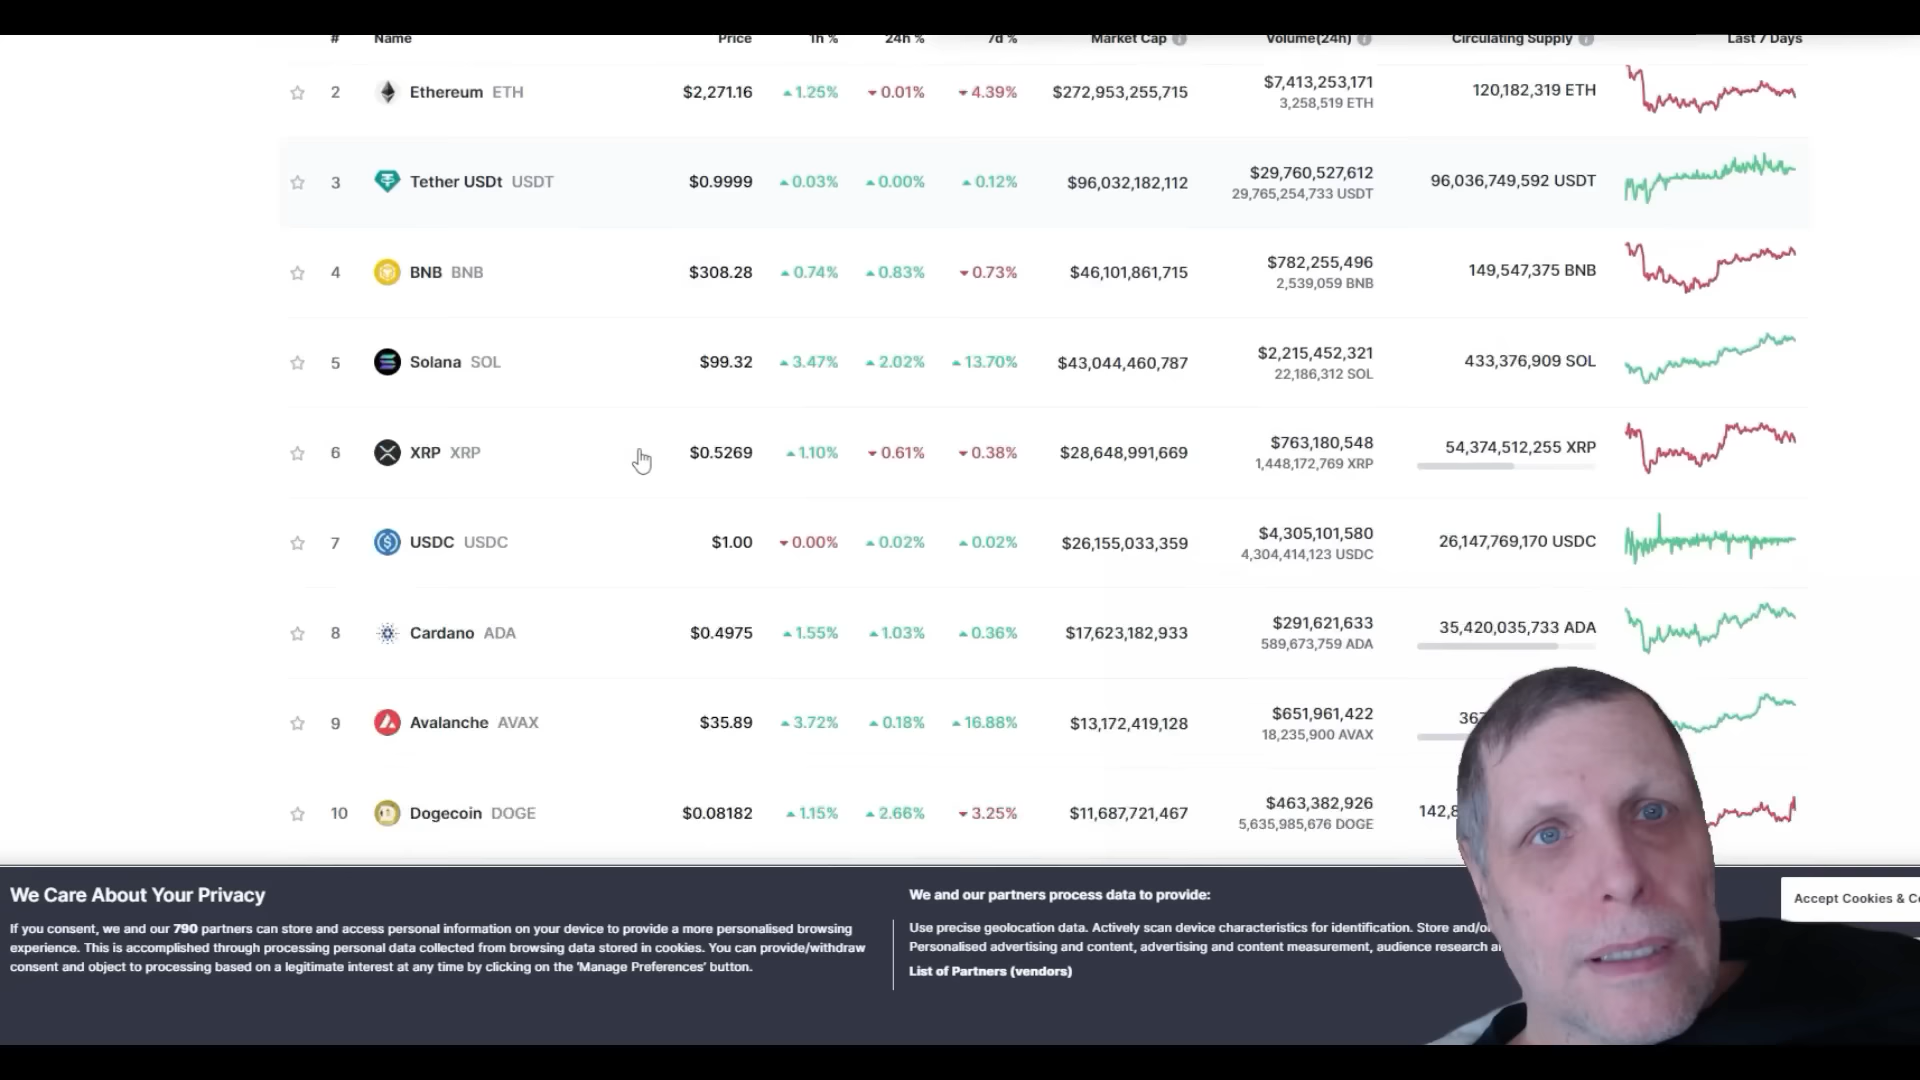 # Name Price 1h % 24h % 7d % Market Cap Volume(24h) Circulating Supply Last 7 Days
2 Ethereum ETH $2,271.16 1.25% 0.01% 4.39% $272,953,255,715 $7,413,253,171 120,182,319 ETH
3,258,519 ETH
3 Tether USDt USDT $0.9999 0.03% 0.00% 0.12% $96,032,182,112 $29,760,527,612 96,036,749,592 USDT
29,765,254,733 USDT
4 BNB BNB $308.28 0.74% 0.83% 0.73% $46,101,861,715 $782,255,496 149,547,375 BNB
2,539,059 BNB
5 Solana SOL $99.32 3.47% 2.02% 13.70% $43,044,460,787 $2,215,452,321 433,376,909 SOL
22,186,312 SOL
6 XRP XRP $0.5269 1.10% 0.61% 0.38% $28,648,991,669 $763,180,548 54,374,512,255 XRP
1,448,172,769 XRP
7 USDC USDC $1.00 0.00% 0.02% 0.02% $26,155,033,359 $4,305,101,580 26,147,769,170 USDC
4,304,414,123 USDC
8 Cardano ADA $0.4975 1.55% 1.03% 0.36% $17,623,182,933 $291,621,633 35,420,035,733 ADA
589,673,759 ADA
9 Avalanche AVAX $35.89 3.72% 0.18% 16.88% $13,172,419,128 $651,961,422 367
18,235,900 AVAX
10 Dogecoin DOGE $0.08182 1.15% 2.66% 3.25% $11,687,721,467 $463,382,926 142,8
5,635,985,676 DOGE
We Care About Your Privacy
If you consent, we and our 790 partners can store and access personal information on your device to provide a more personalised browsing
experience. This is accomplished through processing personal data collected from browsing data stored in cookies. You can provide/withdraw
consent and object to processing based on a legitimate interest at any time by clicking on the 'Manage Preferences' button.
We and our partners process data to provide:
Use precise geolocation data. Actively scan device characteristics for identification. Store and/o
Personalised advertising and content, advertising and content measurement, audience research a
List of Partners (vendors)
Accept Cookies & Co